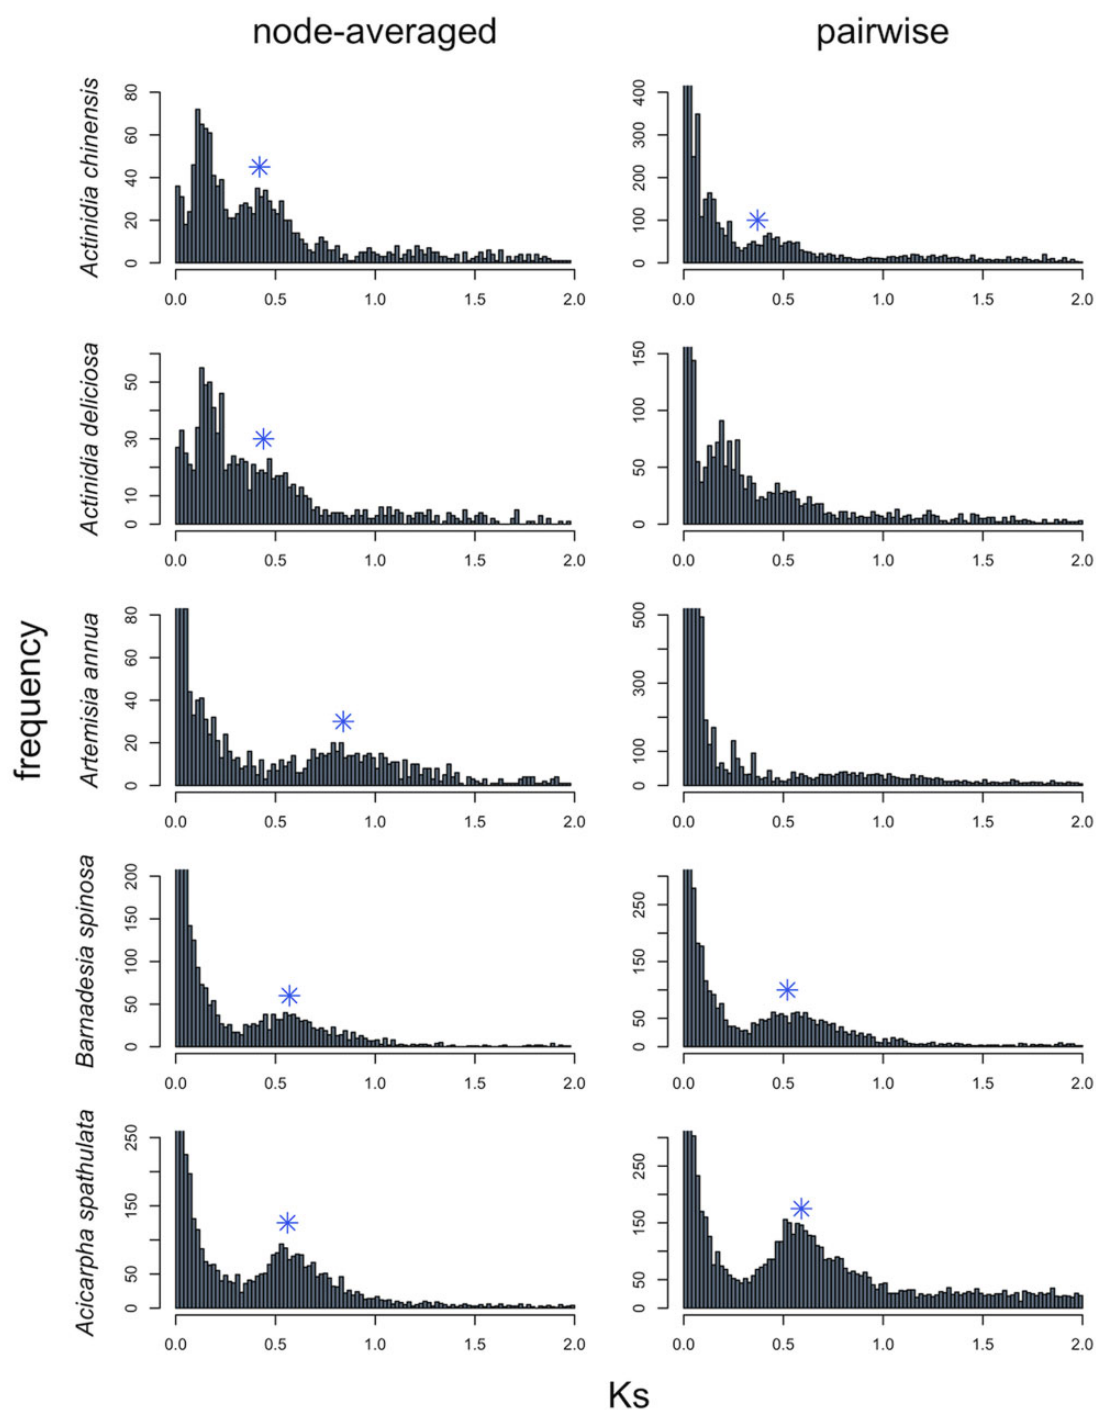 node-averaged pairwise
Actinidia chinensis
0 20 40 60 80
0.0 0.5 1.0 1.5 2.0
0 100 200 300 400
0.0 0.5 1.0 1.5 2.0
Actinidia deliciosa
0 10 30 50
0.0 0.5 1.0 1.5 2.0
0 50 100 150
0.0 0.5 1.0 1.5 2.0
frequency
Artemisia annua
0 20 40 60 80
0.0 0.5 1.0 1.5 2.0
0 100 300 500
0.0 0.5 1.0 1.5 2.0
Barnadesia spinosa
0 50 100 150 200
0.0 0.5 1.0 1.5 2.0
0 50 150 250
0.0 0.5 1.0 1.5 2.0
Acicarpha spathulata
0 50 150 250
0.0 0.5 1.0 1.5 2.0
0 50 150 250
0.0 0.5 1.0 1.5 2.0
Ks